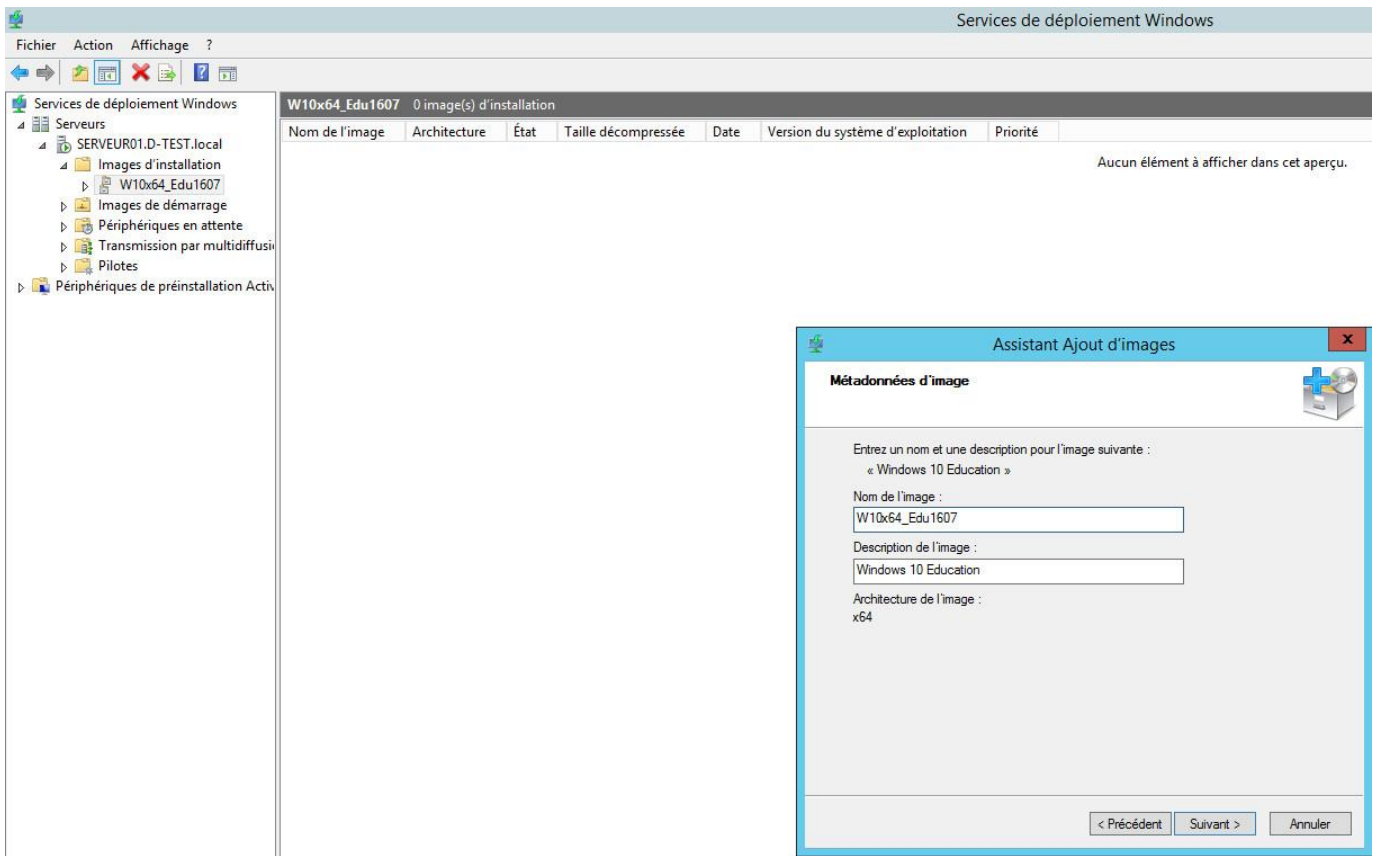 Services de déploiement Windows
Fichier Action Affichage ?
Services de déploiement Windows
Serveurs
SERVEUR01.D-TEST.local
Images d'installation
W10x64_Edu1607
Images de démarrage
Périphériques en attente
Transmission par multidiffusi
Pilotes
Périphériques de préinstallation Activ
W10x64_Edu1607 0 image(s) d'installation
Nom de l'image Architecture État Taille décompressée Date Version du système d'exploitation Priorité
Aucun élément à afficher dans cet aperçu.
Assistant Ajout d'images
Métadonnées d'image
Entrez un nom et une description pour l'image suivante :
« Windows 10 Education »
Nom de l'image :
W10x64_Edu1607
Description de l'image :
Windows 10 Education
Architecture de l'image :
x64
< Précédent Suivant > Annuler